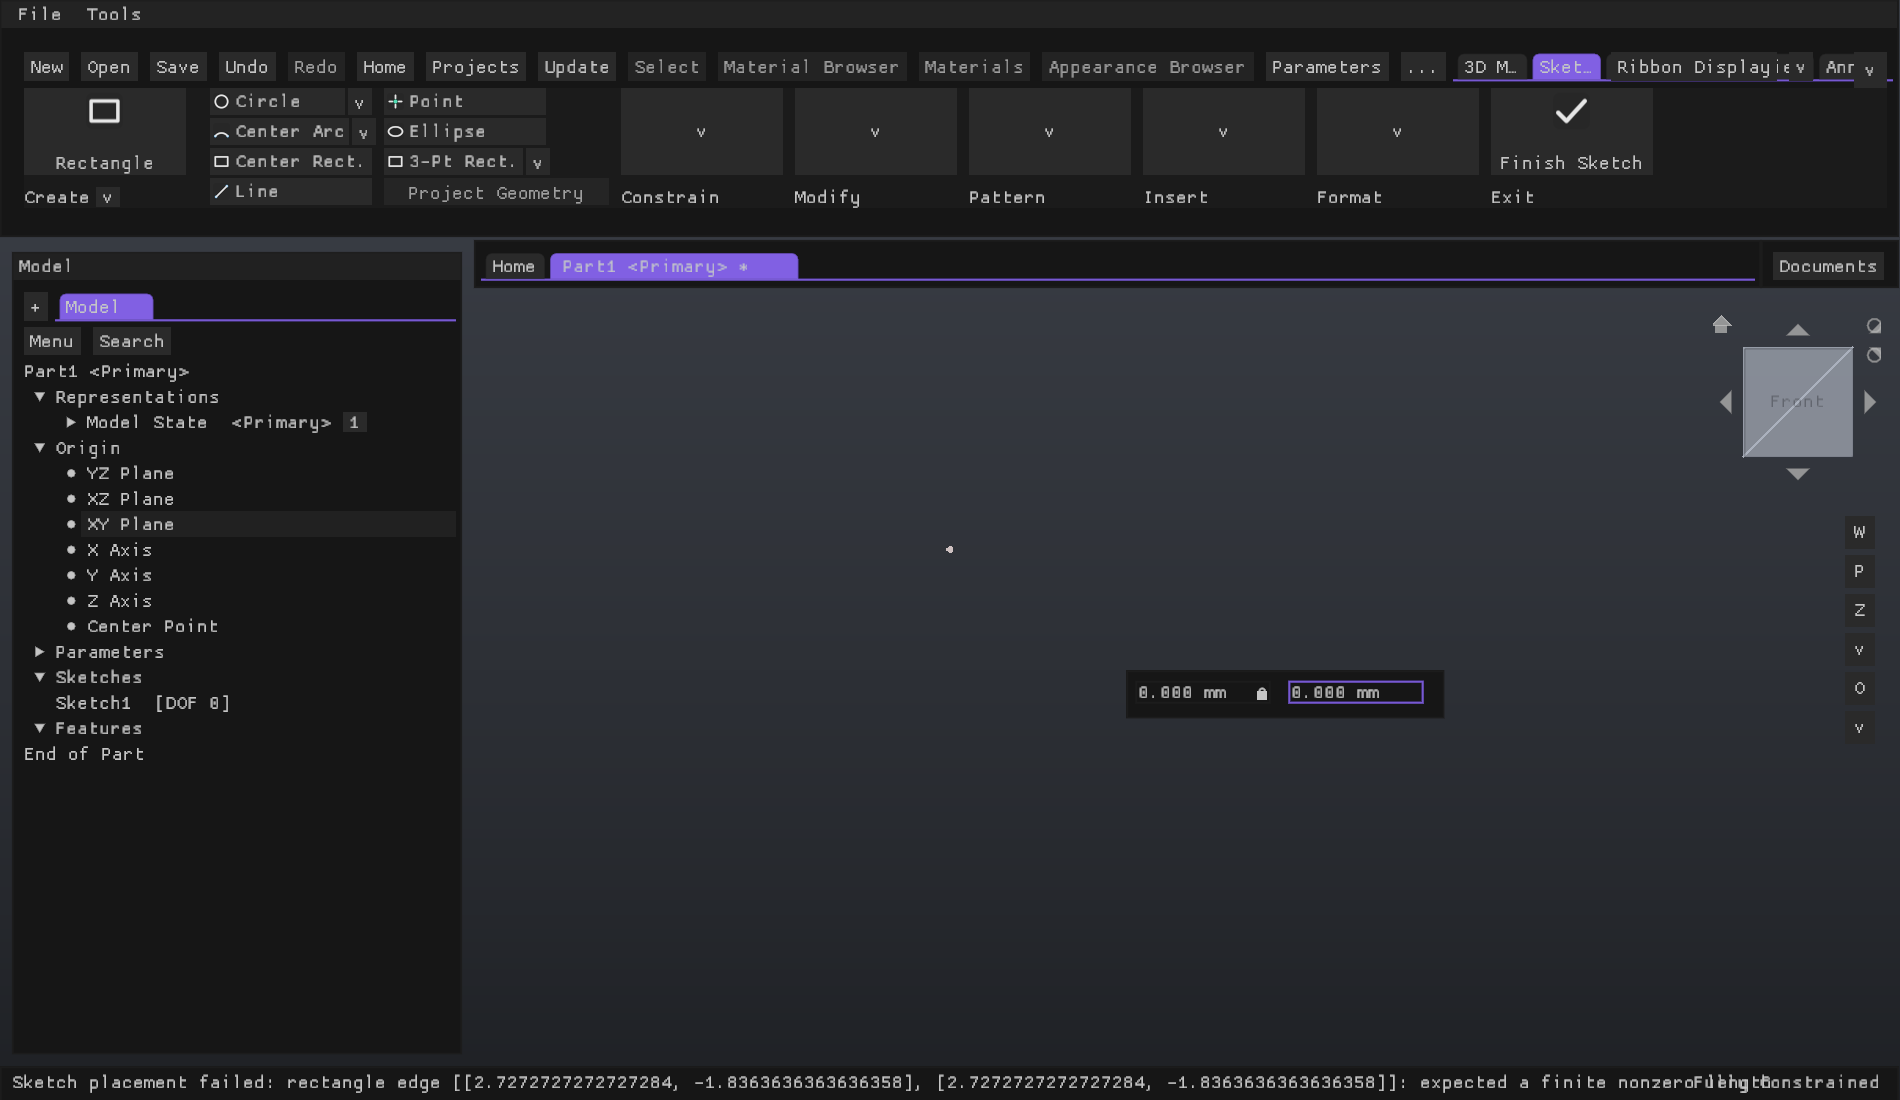 File Tools
New Open Save Undo Redo Home Projects Update Select Material Browser Materials Appearance Browser Parameters ... 3D M… Sket… Ribbon Display v Ann v
Rectangle
Create v
Circle v
Center Arc v
Center Rect.
Line
Point
Ellipse
3-Pt Rect. v
Project Geometry
v
Constrain
v
Modify
v
Pattern
v
Insert
v
Format
Finish Sketch
Exit
Model
+ Model
Menu Search
Part1 <Primary>
Representations
Model State <Primary> 1
Origin
YZ Plane
XZ Plane
XY Plane
X Axis
Y Axis
Z Axis
Center Point
Parameters
Sketches
Sketch1 [DOF 0]
Features
End of Part
Home Part1 <Primary> * Documents
Front
W
P
Z
v
O
v
0.000 mm 0.000 mm
Sketch placement failed: rectangle edge [[2.7272727272727284, -1.8363636363636358], [2.7272727272727284, -1.8363636363636358]]: expected a finite nonzero
Constrained